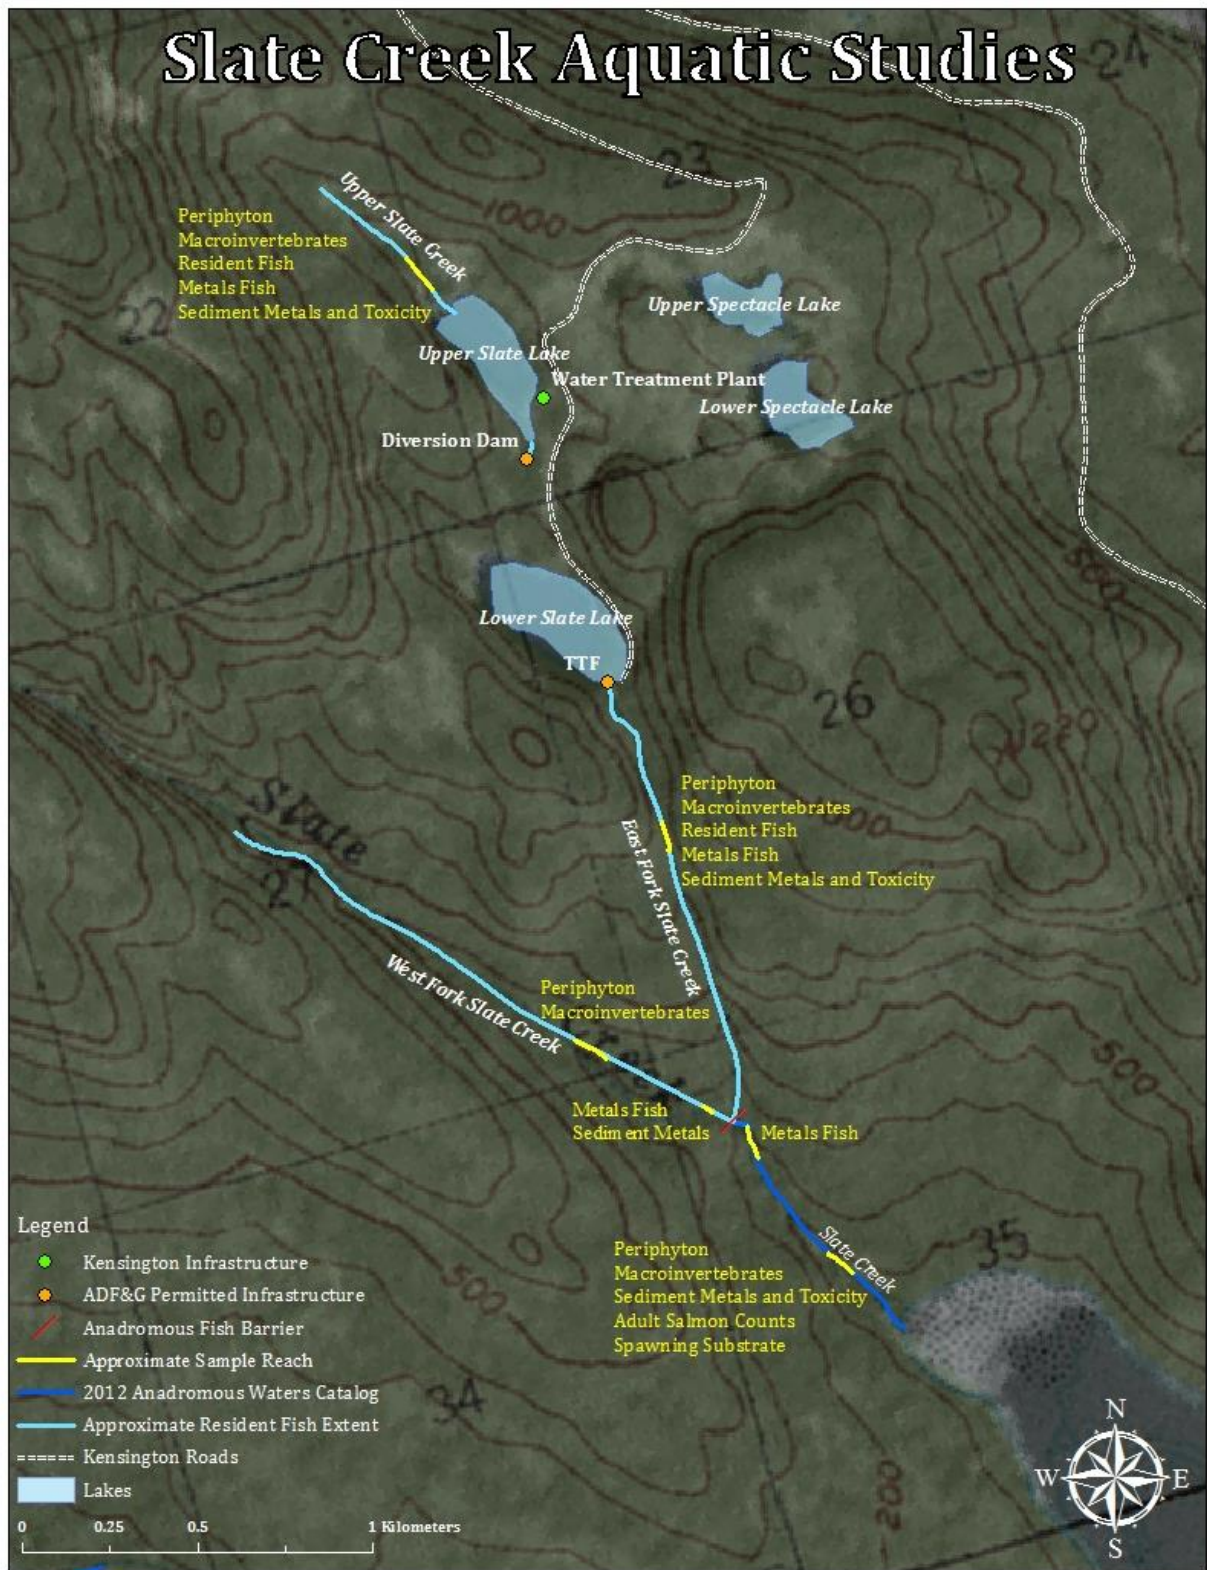 Slate Creek Aquatic Studies
24
23
Upper Slate Creek
1000
Periphyton
Macroinvertebrates
Resident Fish
Metals Fish
Sediment Metals and Toxicity
22
Upper Spectacle Lake
Upper Slate Lake
Water Treatment Plant
Lower Spectacle Lake
Diversion Dam
500
Lower Slate Lake
TTF
26
1220
Slate
27
Periphyton
Macroinvertebrates
Resident Fish
Metals Fish
Sediment Metals and Toxicity
East Fork Slate Creek
West Fork Slate Creek
Periphyton
Macroinvertebrates
500
Metals Fish
Sediment Metals
Metals Fish
Slate Creek
35
Periphyton
Macroinvertebrates
Sediment Metals and Toxicity
Adult Salmon Counts
Spawning Substrate
500
34
200
Legend
Kensington Infrastructure
ADF&G Permitted Infrastructure
Anadromous Fish Barrier
Approximate Sample Reach
2012 Anadromous Waters Catalog
Approximate Resident Fish Extent
Kensington Roads
Lakes
0 0.25 0.5 1 Kilometers
N
W E
S